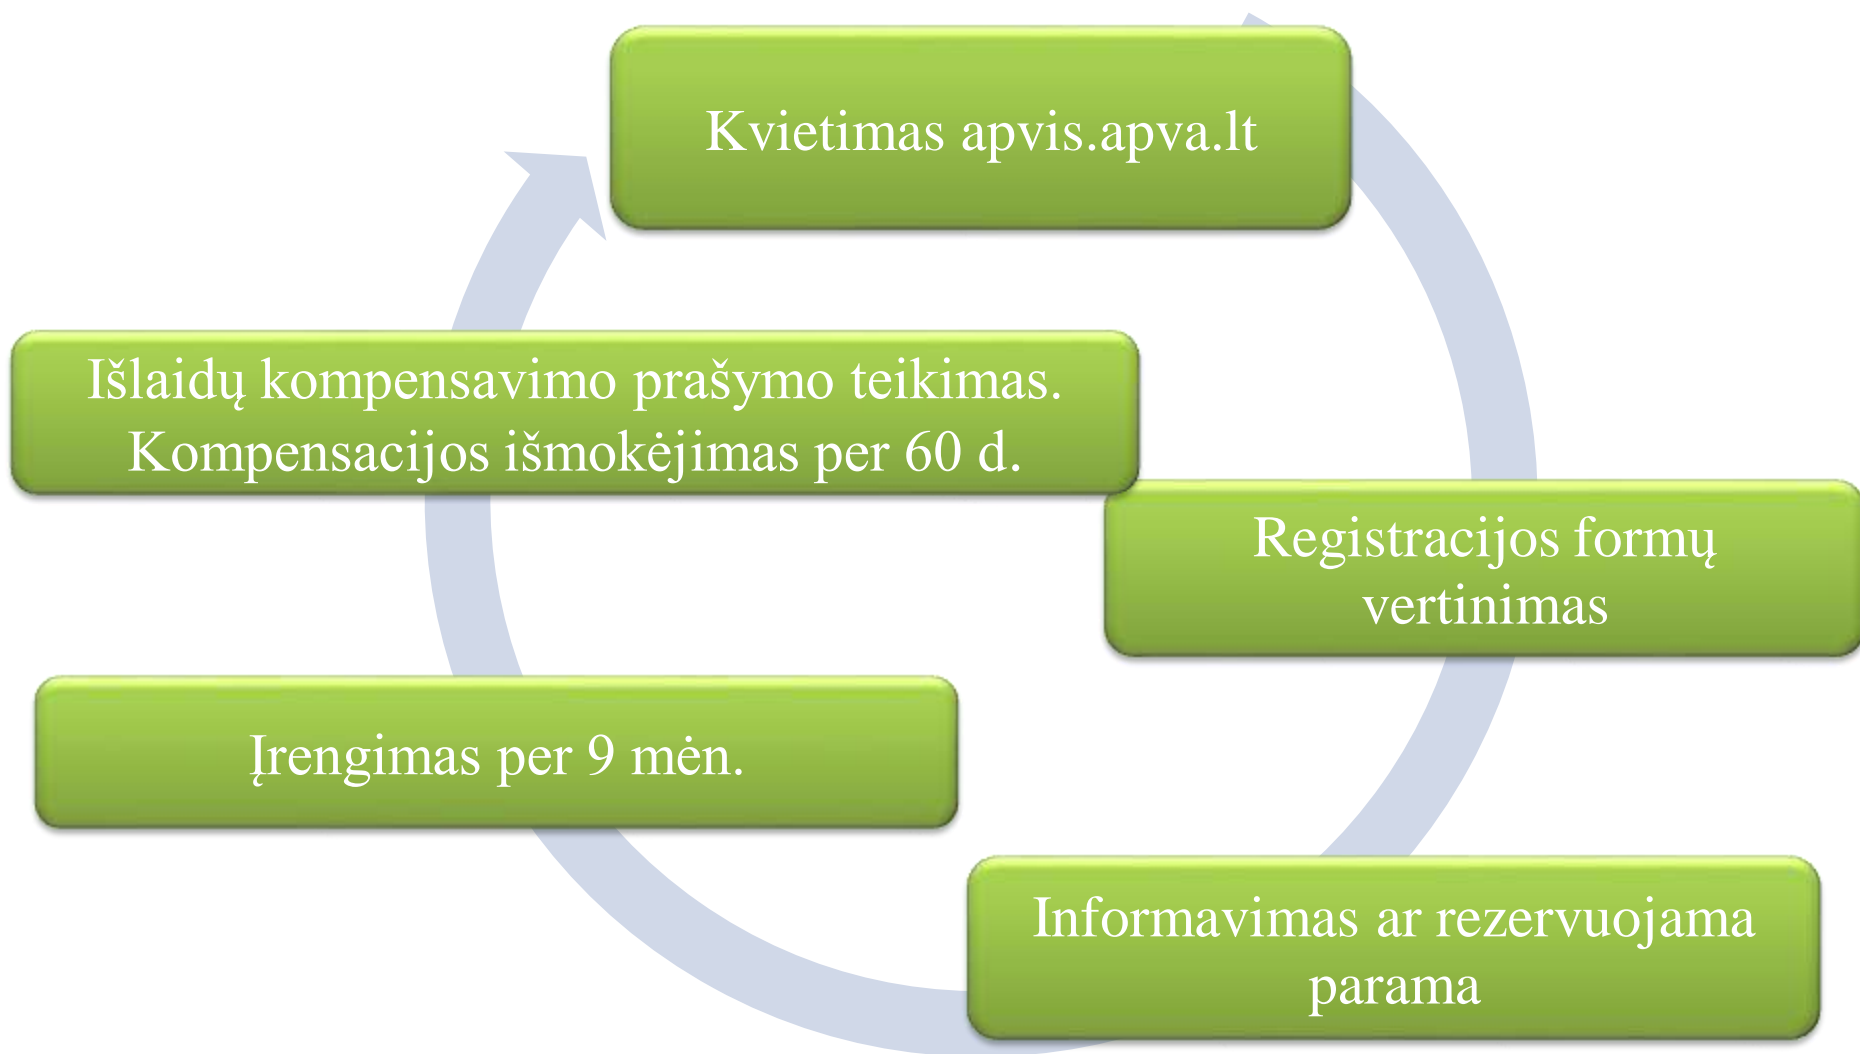 Kvietimas apvis.apva.lt
Išlaidų kompensavimo prašymo teikimas.
Kompensacijos išmokėjimas per 60 d.
Registracijos formų
vertinimas
Įrengimas per 9 mėn.
Informavimas ar rezervuojama
parama